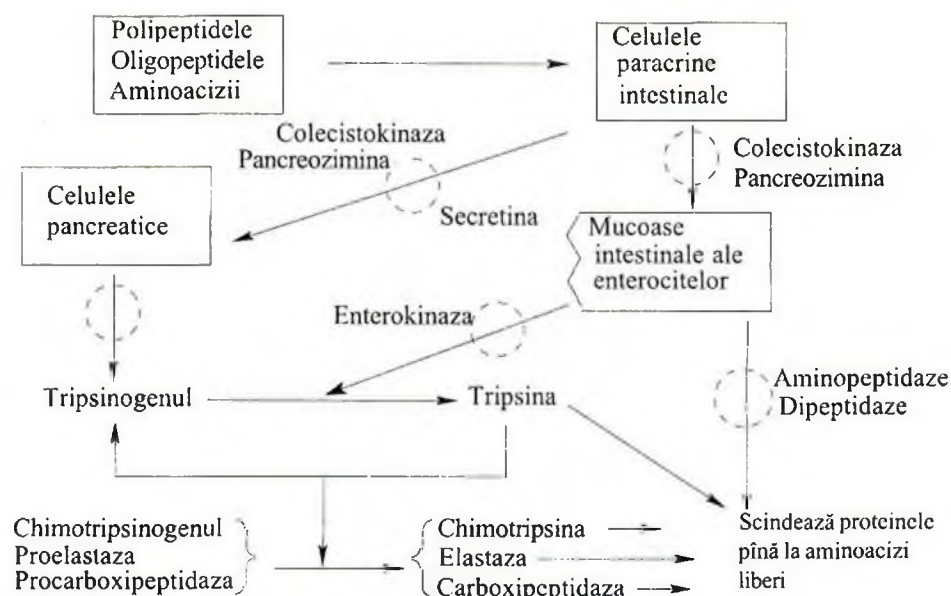 Polipeptidele
Oligopeptidele
Aminoacizii
Celulele
paracrine
intestinale
Colecistokinaza
Pancreozimina
Secretina
Colecistokinaza
Pancreozimina
Celulele
pancreatice
Mucoase
intestinale ale
enterocitelor
Enterokinaza
Aminopeptidaze
Dipeptidaze
Tripsinogenul
Tripsina
Chimotripsinogenul
Proelastaza
Procarboxipeptidaza
Chimotripsina
Elastaza
Carboxipeptidaza
Scindează proteinele
pînă la aminoacizi
liberi